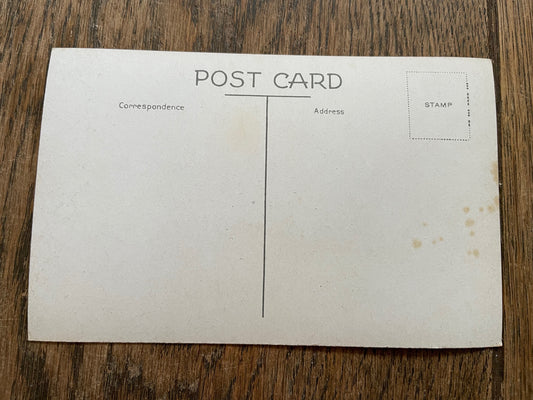 POST CARD
Correspondence
Address
STAMP